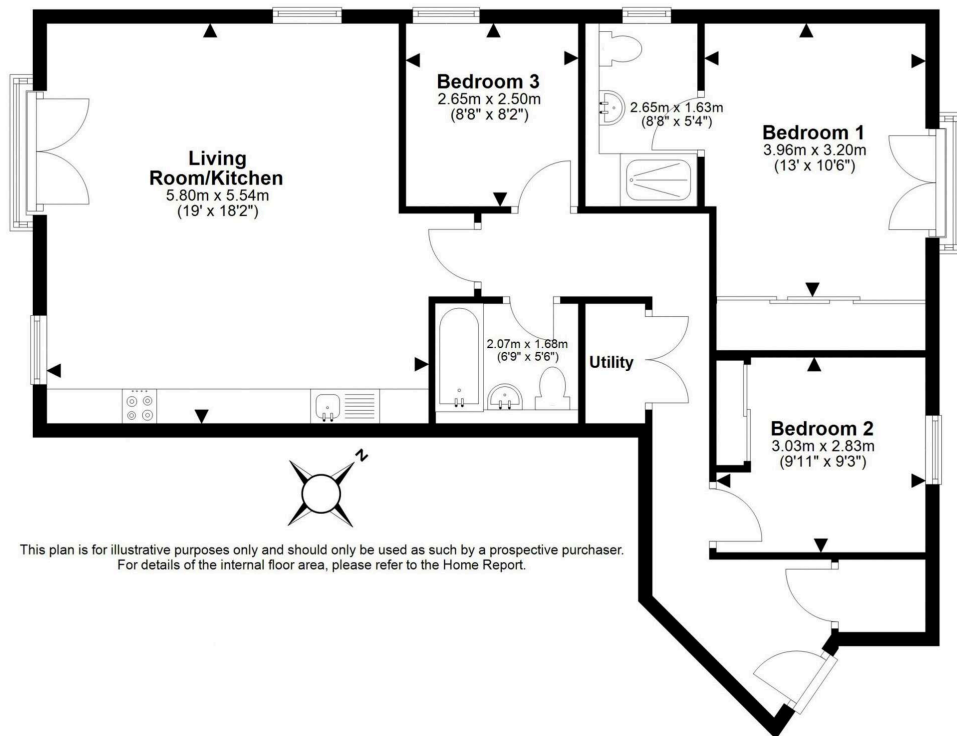 Living
Room/Kitchen
5.80m x 5.54m
(19' x 18'2")
Bedroom 3
2.65m x 2.50m
(8'8" x 8'2")
2.65m x 1.63m
(8'8" x 5'4")
Bedroom 1
3.96m x 3.20m
(13' x 10'6")
2.07m x 1.68m
(6'9" x 5'6")
Utility
Bedroom 2
3.03m x 2.83m
(9'11" x 9'3")
N
This plan is for illustrative purposes only and should only be used as such by a prospective purchaser.
For details of the internal floor area, please refer to the Home Report.